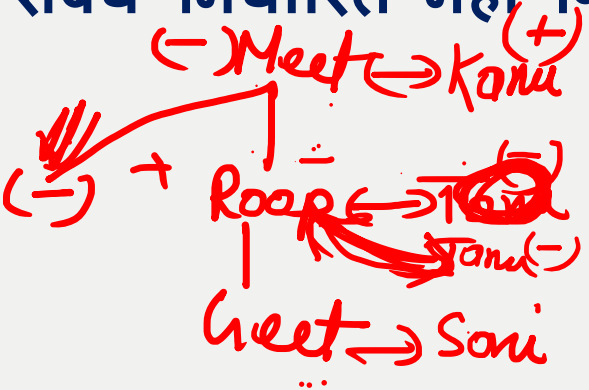 (-) Meet ↔ Kanu (+)
(-) + Roop ↔ (-)
Tanu (-)
Geet ↔ Soni